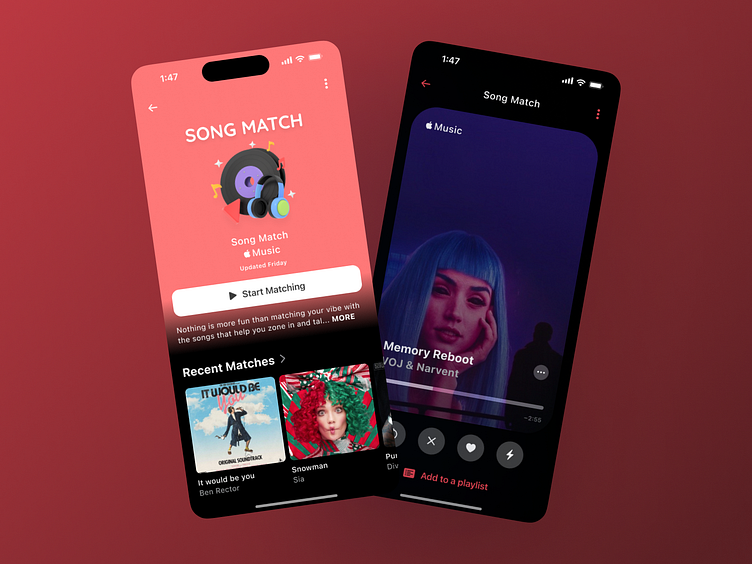 1:47
SONG MATCH
Song Match
Music
Updated Friday
Start Matching
Nothing is more fun than matching your vibe with
the songs that help you zone in and tal... MORE
Recent Matches
IT WOULD BE
You
ORIGINAL SOUNDTRACK
It would be you
Ben Rector
Snowman
Sia
Pur
Div
1:47
Song Match
Music
Memory Reboot
VOJ & Narvent
-2:55
Add to a playlist